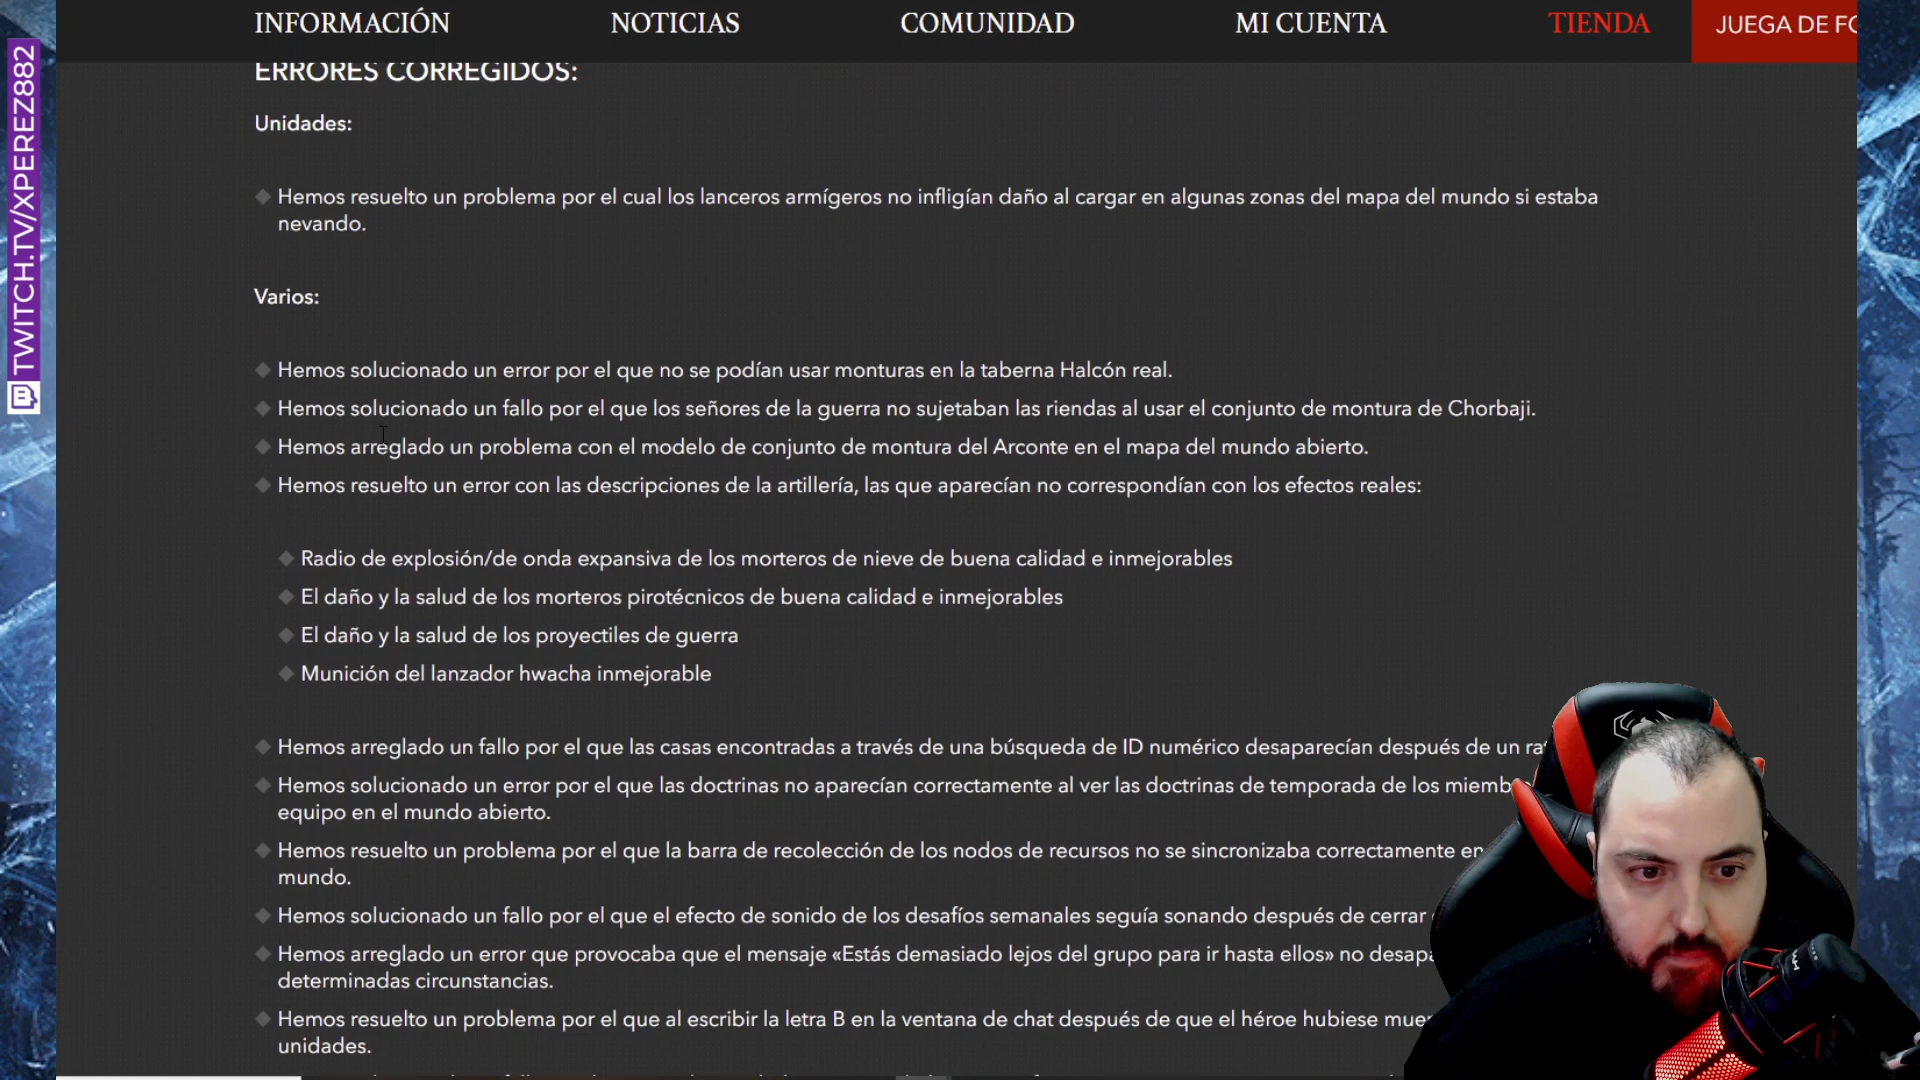 INFORMACIÓN NOTICIAS COMUNIDAD MI CUENTA TIENDA JUEGA DE
TWITCH.TV/XPEREZ882
ERRORES CORREGIDOS:
Unidades:
Hemos resuelto un problema por el cual los lanceros armígeros no infligían daño al cargar en algunas zonas del mapa del mundo si estaba
nevando.
Varios:
Hemos solucionado un error por el que no se podían usar monturas en la taberna Halcón real.
Hemos solucionado un fallo por el que los señores de la guerra no sujetaban las riendas al usar el conjunto de montura de Chorbaji.
Hemos arreglado un problema con el modelo de conjunto de montura del Arconte en el mapa del mundo abierto.
Hemos resuelto un error con las descripciones de la artillería, las que aparecían no correspondían con los efectos reales:
Radio de explosión/de onda expansiva de los morteros de nieve de buena calidad e inmejorables
El daño y la salud de los morteros pirotécnicos de buena calidad e inmejorables
El daño y la salud de los proyectiles de guerra
Munición del lanzador hwacha inmejorable
Hemos arreglado un fallo por el que las casas encontradas a través de una búsqueda de ID numérico desaparecían después de un
Hemos solucionado un error por el que las doctrinas no aparecían correctamente al ver las doctrinas de temporada de los
equipo en el mundo abierto.
Hemos resuelto un problema por el que la barra de recolección de los nodos de recursos no se sincronizaba correctamente en
mundo.
Hemos solucionado un fallo por el que el efecto de sonido de los desafíos semanales seguía sonando después de cerrar
Hemos arreglado un error que provocaba que el mensaje «Estás demasiado lejos del grupo para ir hasta ellos» no
determinadas circunstancias.
Hemos resuelto un problema por el que al escribir la letra B en la ventana de chat después de que el héroe hubiese
unidades.